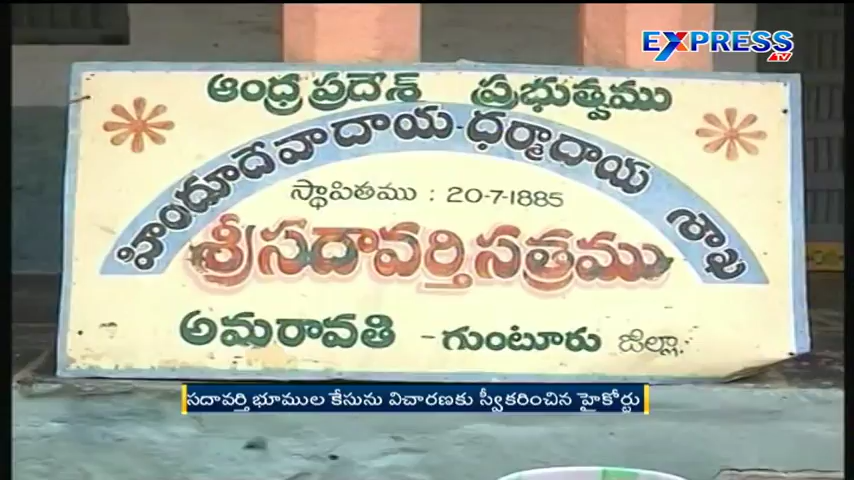 EXPRESS TV
ఆంధ్ర ప్రదేశ్ ప్రభుత్వము
హిందూదేవాదాయ-ధర్మాదాయ శాఖ
స్థాపితము : 20-7-1885
శ్రీసదావర్తిసత్రము
అమరావతి - గుంటూరు జిల్లా.
సదావర్తి భూముల కేసును విచారణకు స్వీకరించిన హైకోర్టు